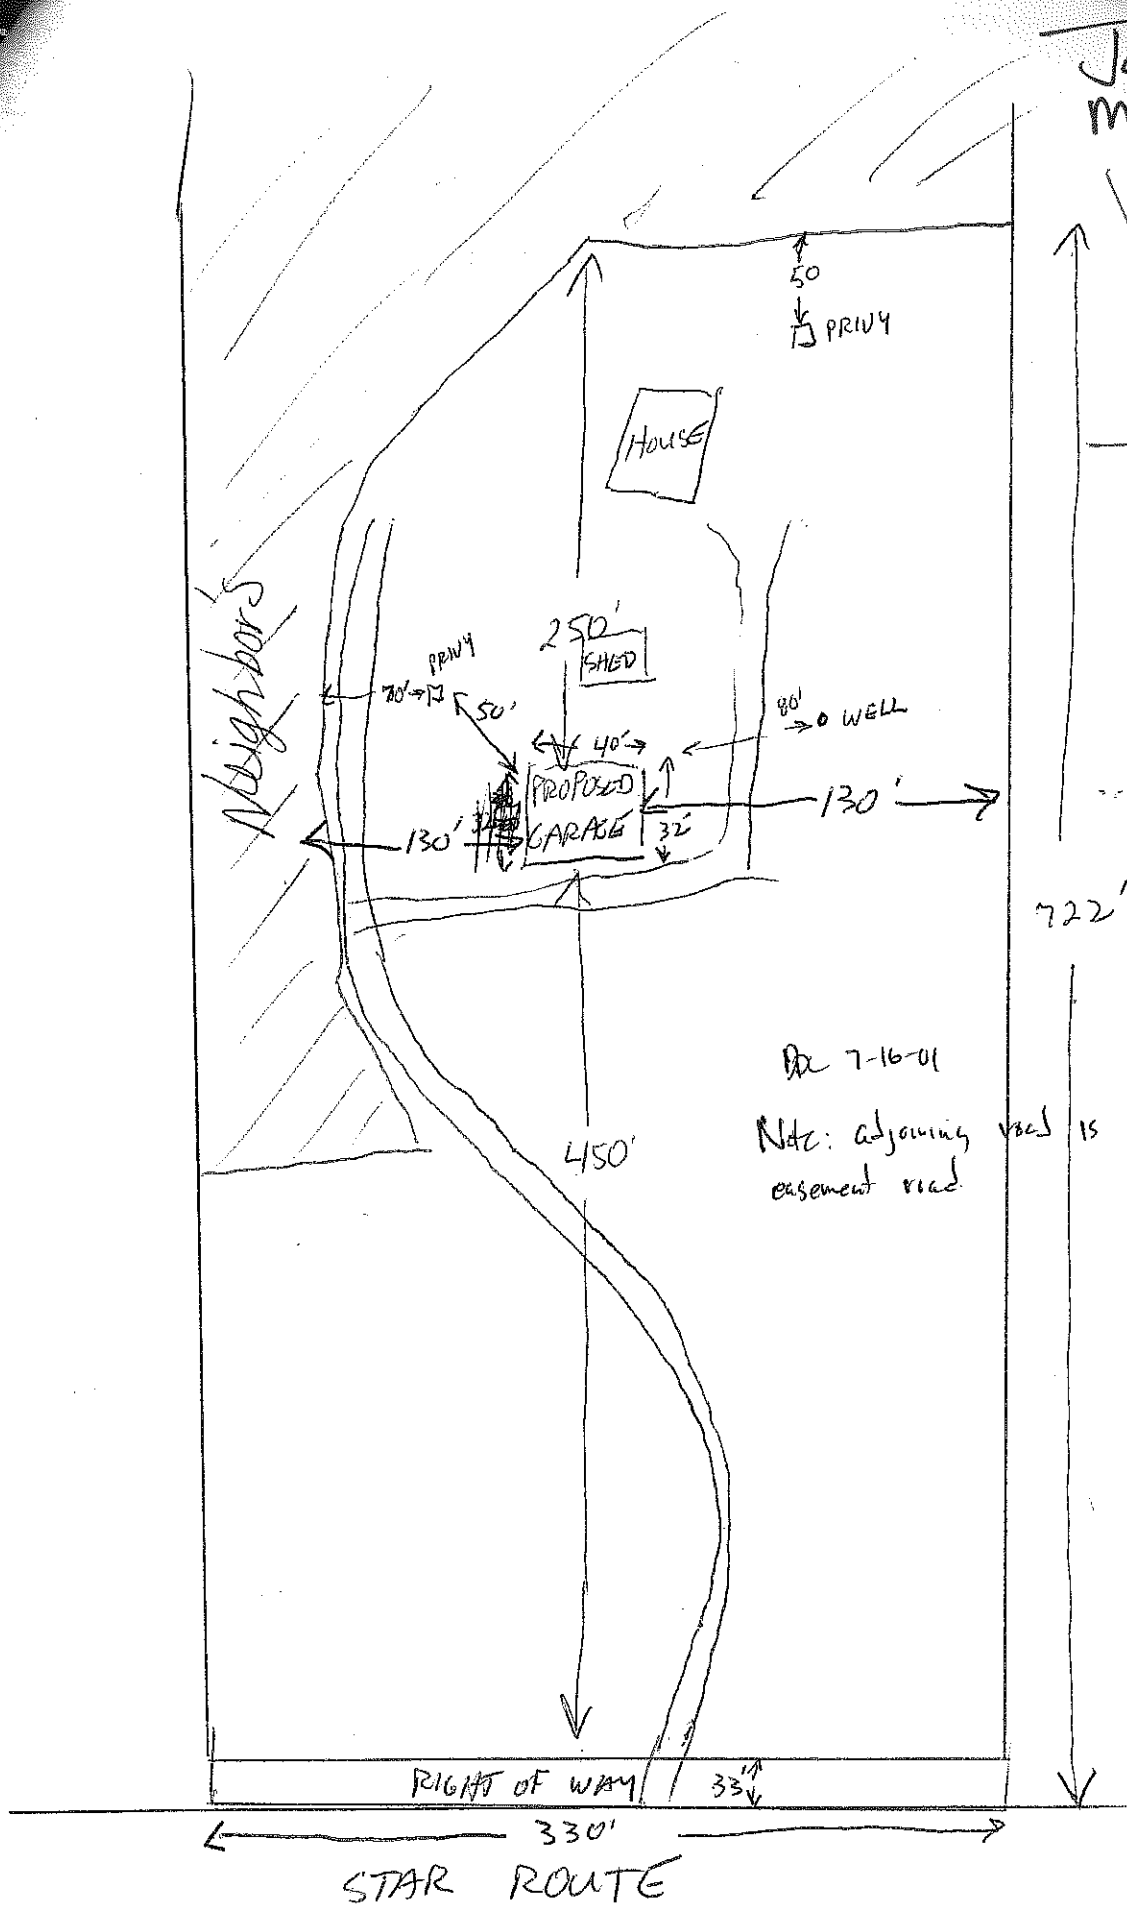 50
PRIVY
HOUSE
Neighbors
250'
SHED
PRIVY
70'
50'
80'
WELL
40'
PROPOSED
GARAGE
32'
130'
130'
722'
7-16-01
Note: adjoining road is
easement road
450'
RIGHT OF WAY
33'
330'
STAR ROUTE